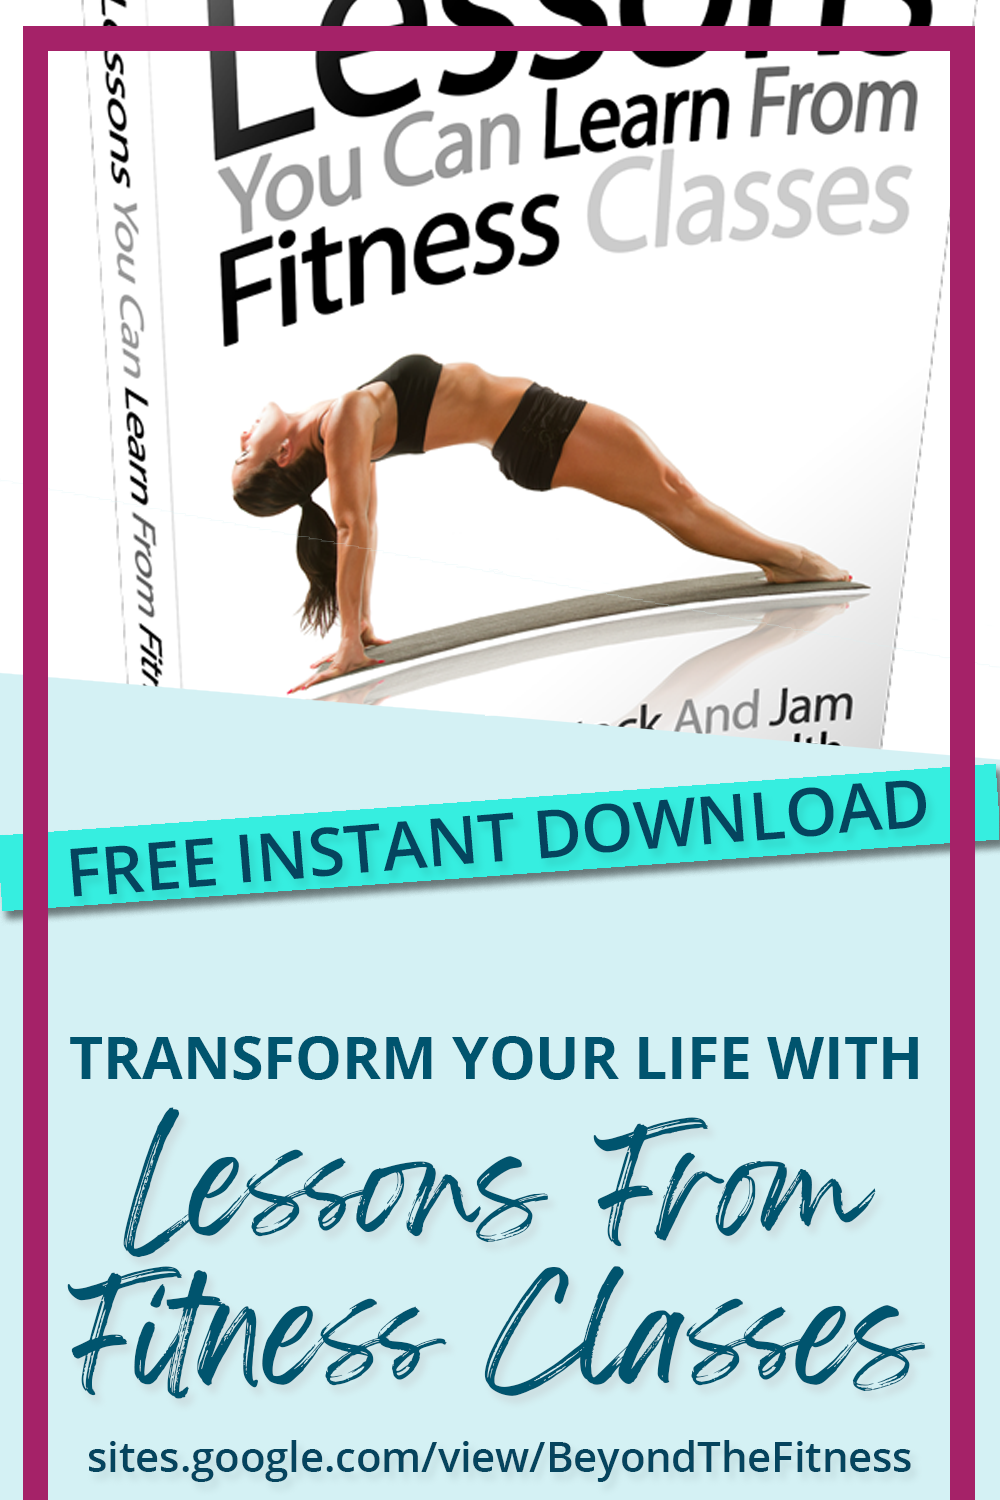 Lessons
You Can Learn From
Fitness Classes
Lessons You Can Learn From
And Jam
FREE INSTANT DOWNLOAD
TRANSFORM YOUR LIFE WITH
Lessons From
Fitness Classes
sites.google.com/view/BeyondTheFitness